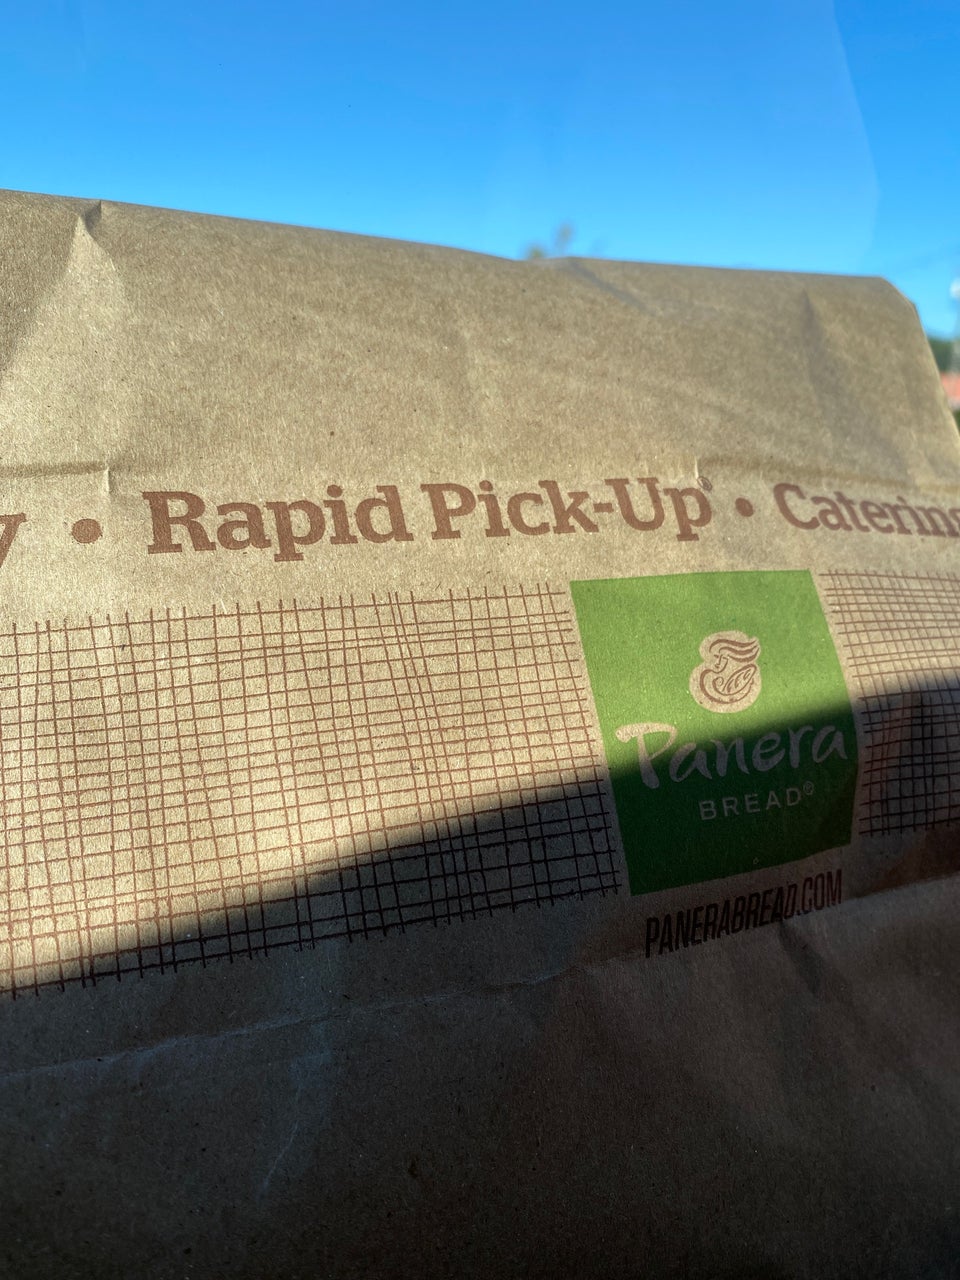 y • Rapid Pick-Up® • Catering
Panera
BREAD®
PANERABREAD.COM